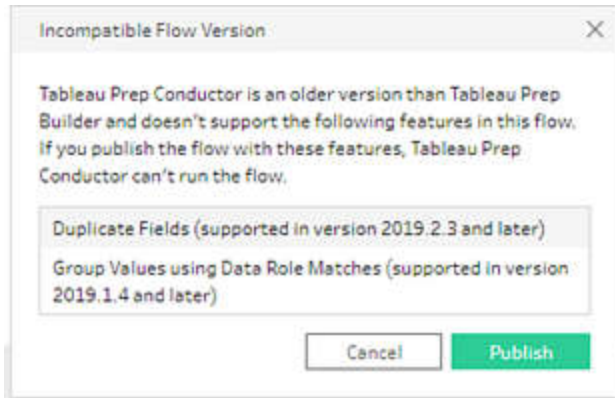 Incompatible Flow Version
Tableau Prep Conductor is an older version than Tableau Prep
Builder and doesn't support the following features in this flow.
If you publish the flow with these features, Tableau Prep
Conductor can't run the flow.
Duplicate Fields (supported in version 2019.2.3 and later)
Group Values using Data Role Matches (supported in version
2019.1.4 and later)
Cancel
Publish